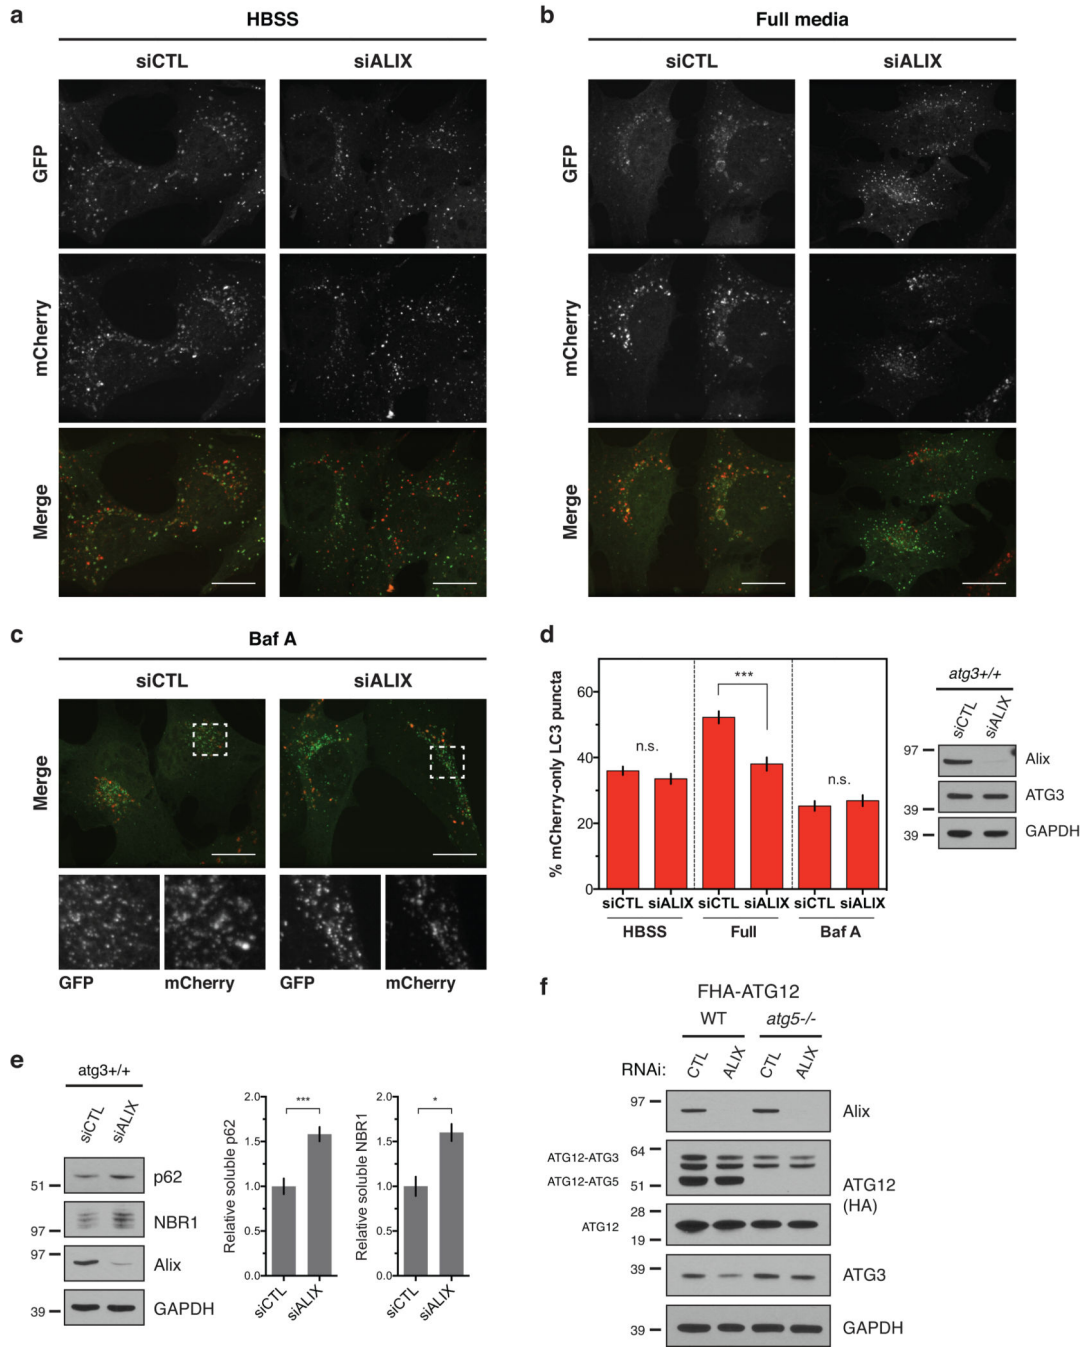 a
HBSS
siCTL
siALIX
GFP
mCherry
Merge
b
Full media
siCTL
siALIX
GFP
mCherry
Merge
c
Baf A
siCTL
siALIX
Merge
GFP
mCherry
GFP
mCherry
d
% mCherry-only LC3 puncta
60
40
20
0
n.s.
***
n.s.
siCTL siALIX siCTL siALIX siCTL siALIX
HBSS Full Baf A
atg3+/+
siCTL siALIX
97
Alix
ATG3
39
39
GAPDH
e
atg3+/+
siCTL siALIX
p62
51
NBR1
97
97
Alix
39
GAPDH
Relative soluble p62
2.0
1.5
1.0
0.5
0.0
***
siCTL siALIX
Relative soluble NBR1
2.0
1.5
1.0
0.5
0.0
*
siCTL siALIX
f
FHA-ATG12
WT atg5-/-
RNAi: CTL ALIX CTL ALIX
97
Alix
ATG12-ATG3
64
ATG12-ATG5
51
ATG12
(HA)
28
ATG12
19
39
ATG3
39
GAPDH